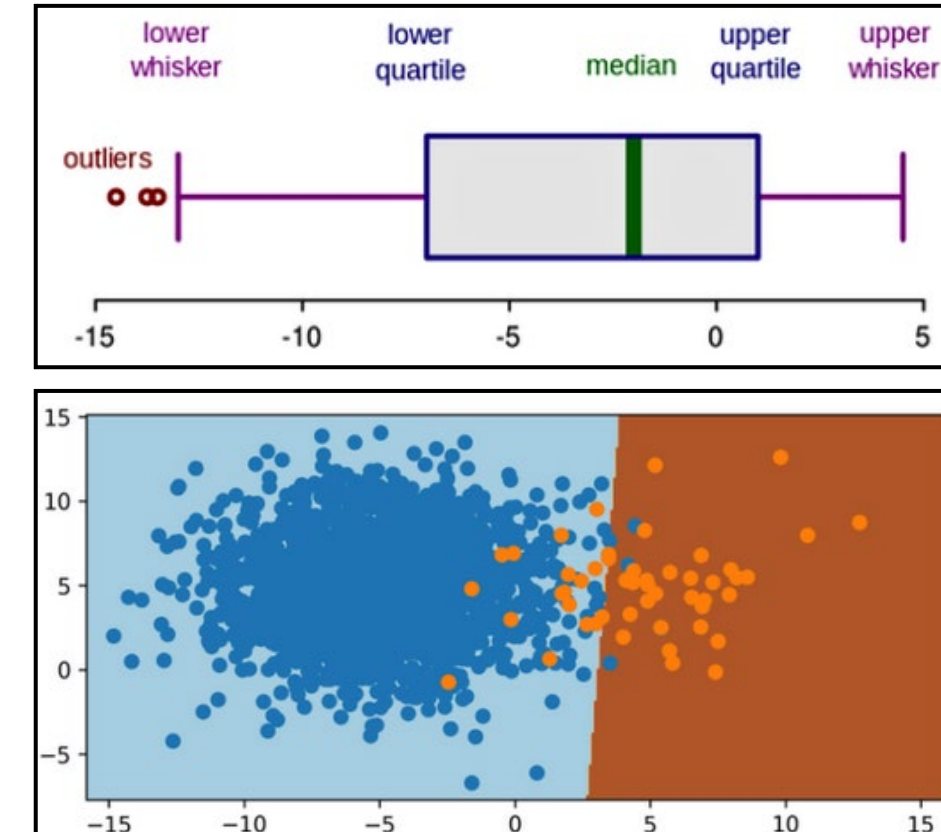 lower lower upper upper
whisker quartile median quartile whisker
outliers
-15 -10 -5 0 5
15
10
5
0
−5
−15 −10 −5 0 5 10 15